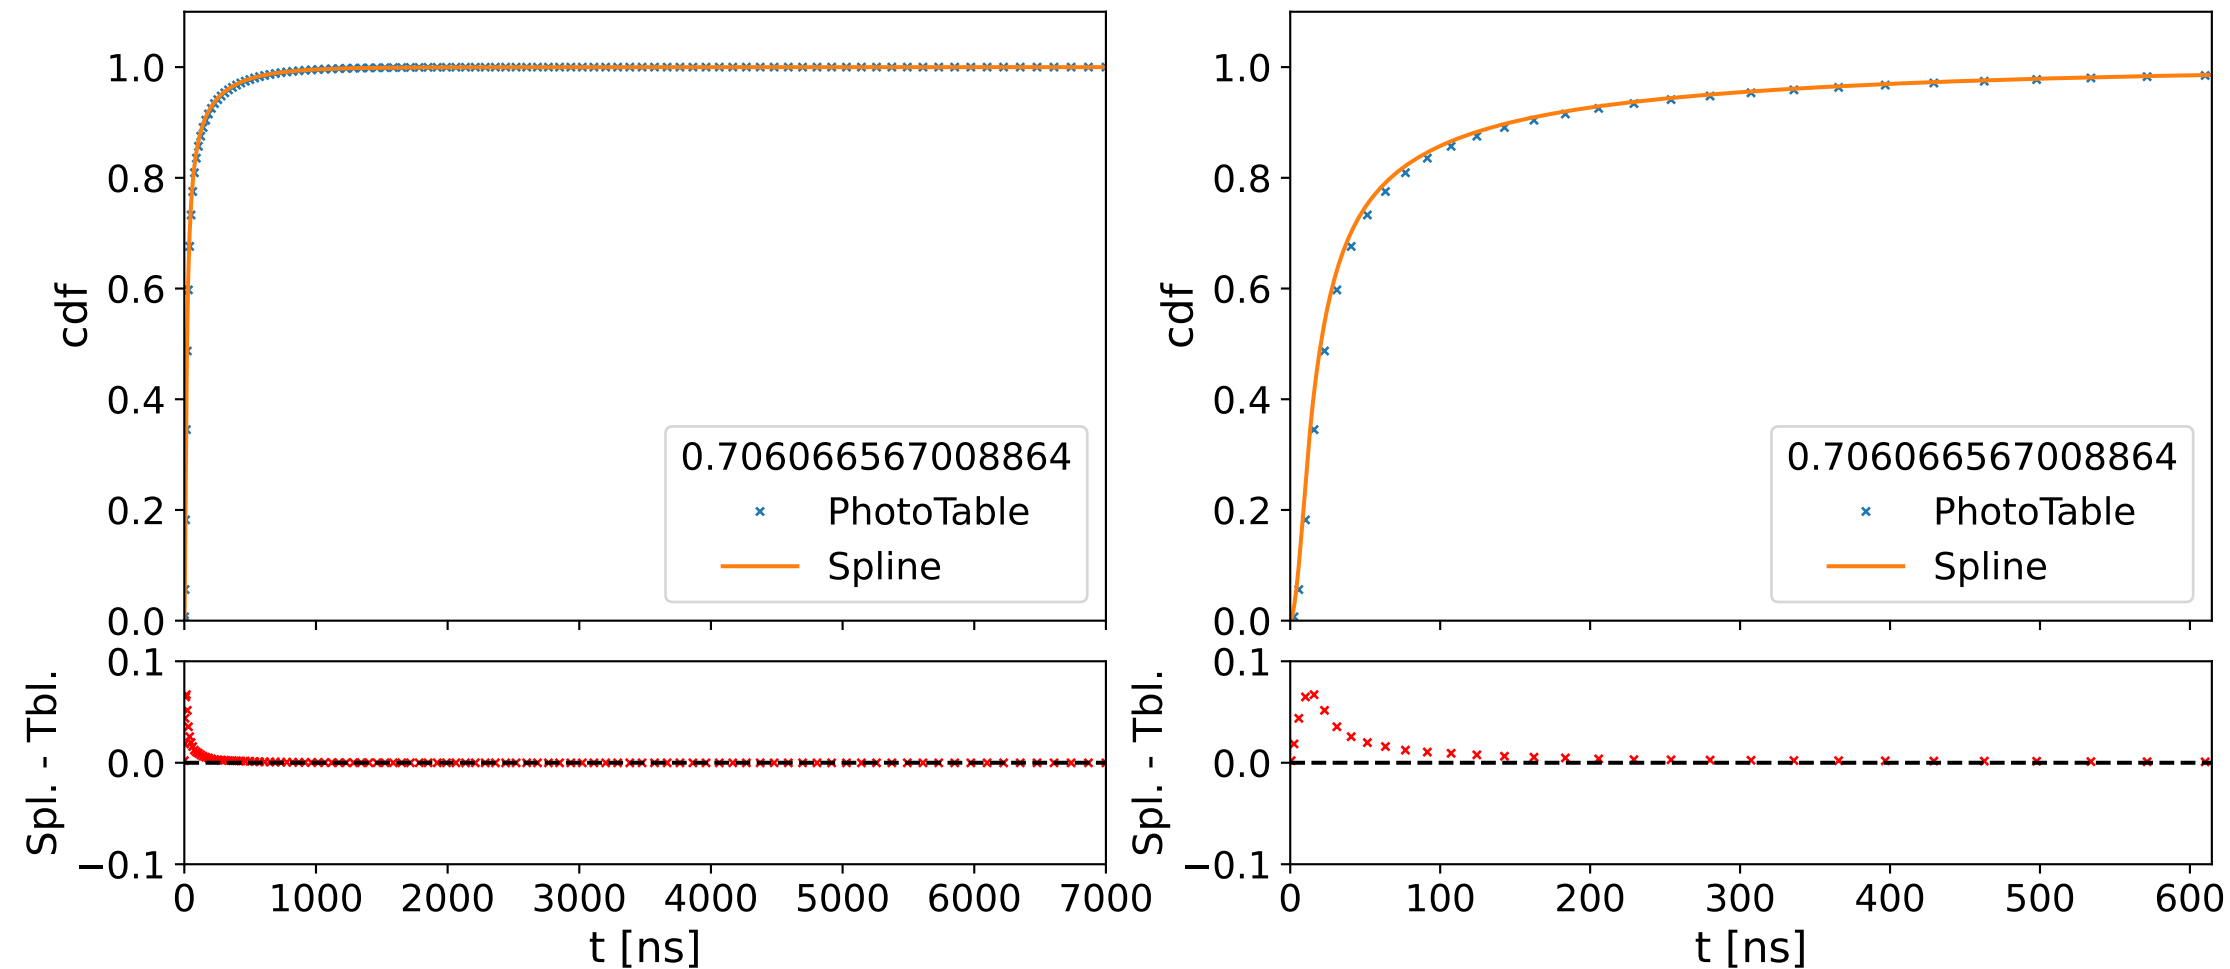 1.0
0.8
0.6
0.4
0.2
0.0
cdf
0.706066567008864
PhotoTable
Spline
0.1
0.0
−0.1
Spl. - Tbl.
0 1000 2000 3000 4000 5000 6000 7000
t [ns]
1.0
0.8
0.6
0.4
0.2
0.0
cdf
0.706066567008864
PhotoTable
Spline
0.1
0.0
−0.1
Spl. - Tbl.
0 100 200 300 400 500 600
t [ns]